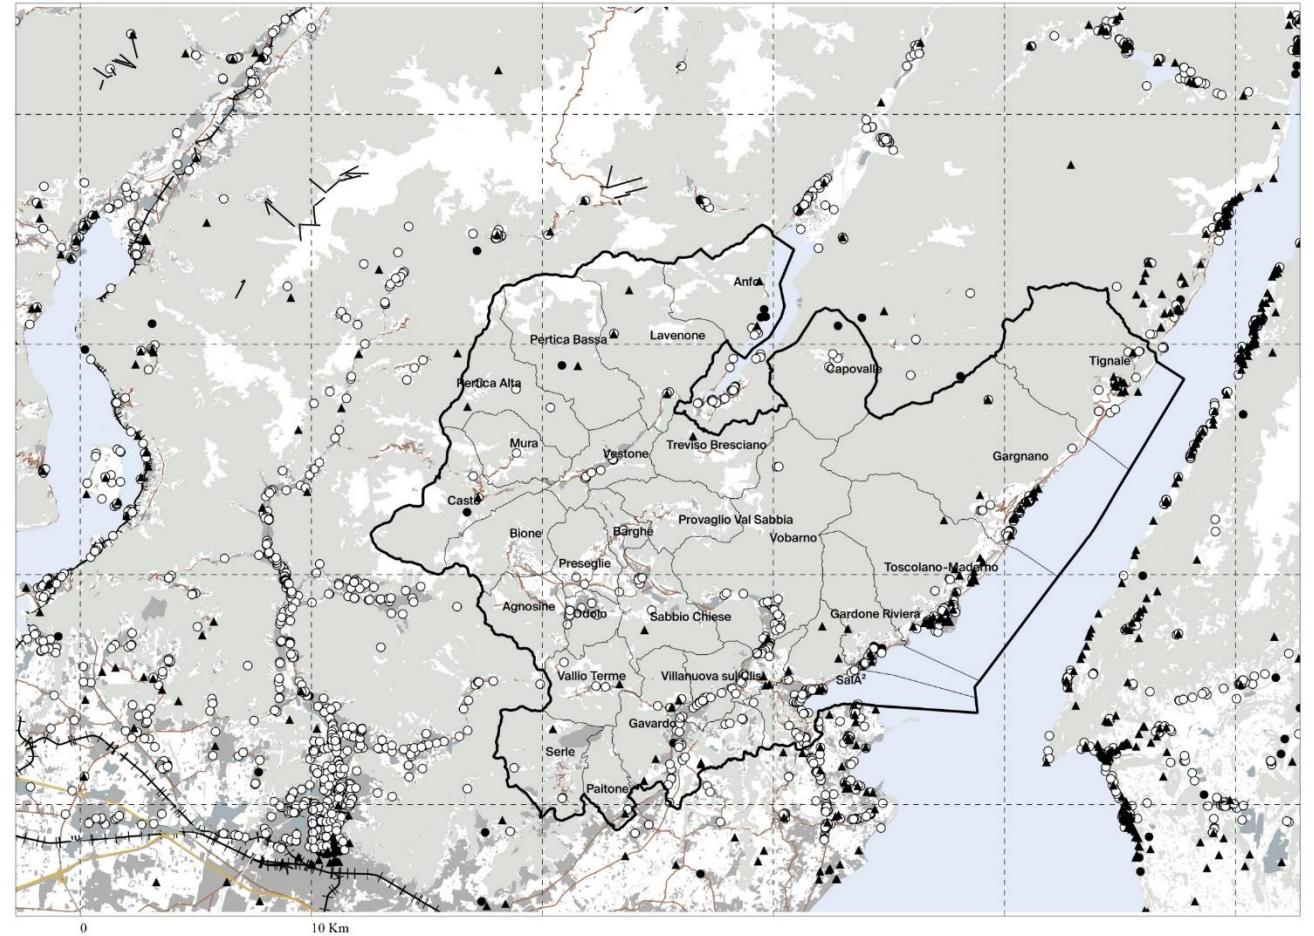 Anfo
Pertica Bassa
Lavenone
Tignale
Capovalle
Pertica Alta
Mura
Treviso Bresciano
Vestone
Gargnano
Casto
Provaglio Val Sabbia
Bione
Barghe
Vobarno
Preseglie
Toscolano-Maderno
Agnosine
Odolo
Sabbio Chiese
Gardone Riviera
Vallio Terme
Villanuova sul Clisi
SalÃ²
Gavardo
Serle
Paitone
0
10 Km